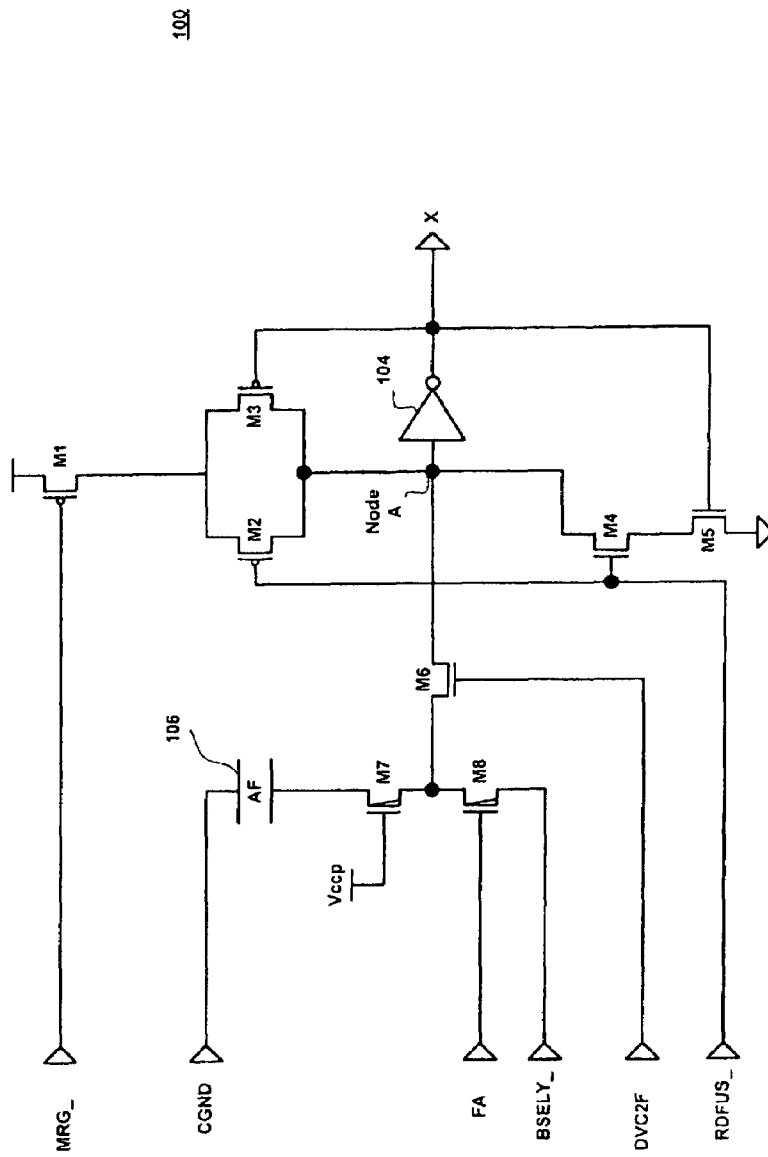 100
MRG_
M1
CGND
106
AF
M2
M3
Vccp
M7
M8
M6
Node
A
104
X
M4
M5
FA
BSELY_
DVC2F
RDFUS_